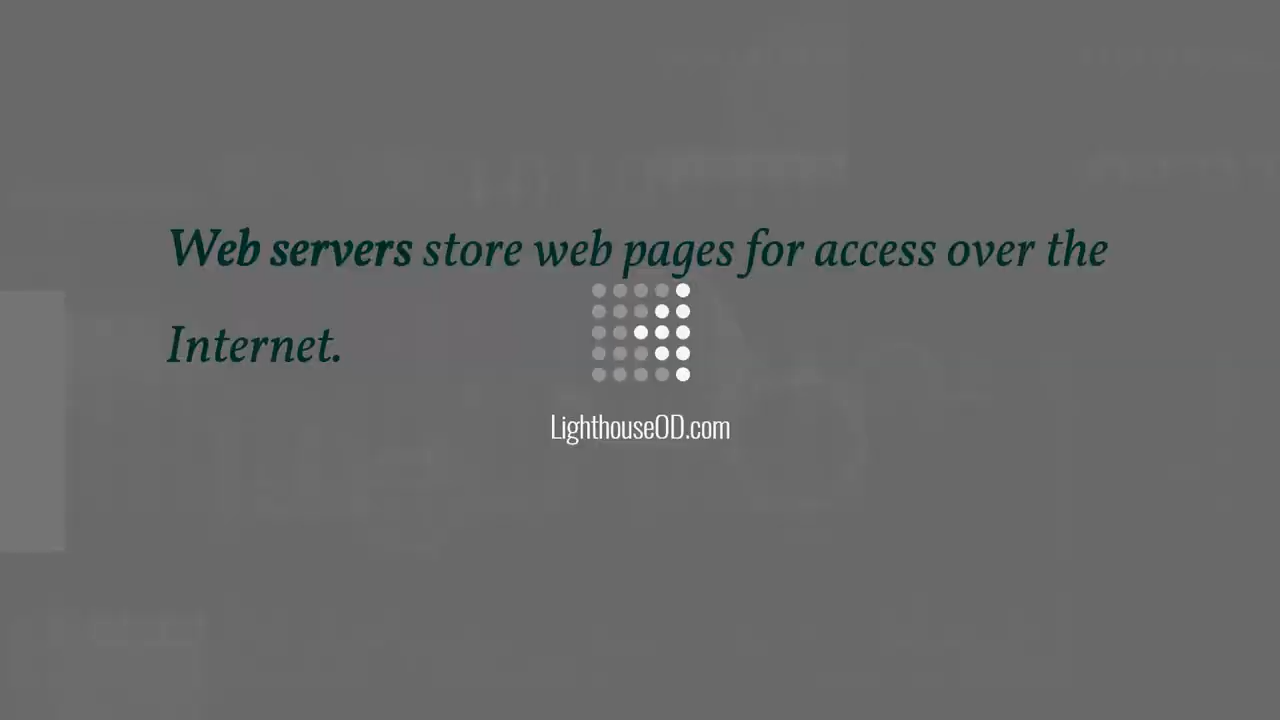 Web servers store web pages for access over the
Internet.
LighthouseOD.com